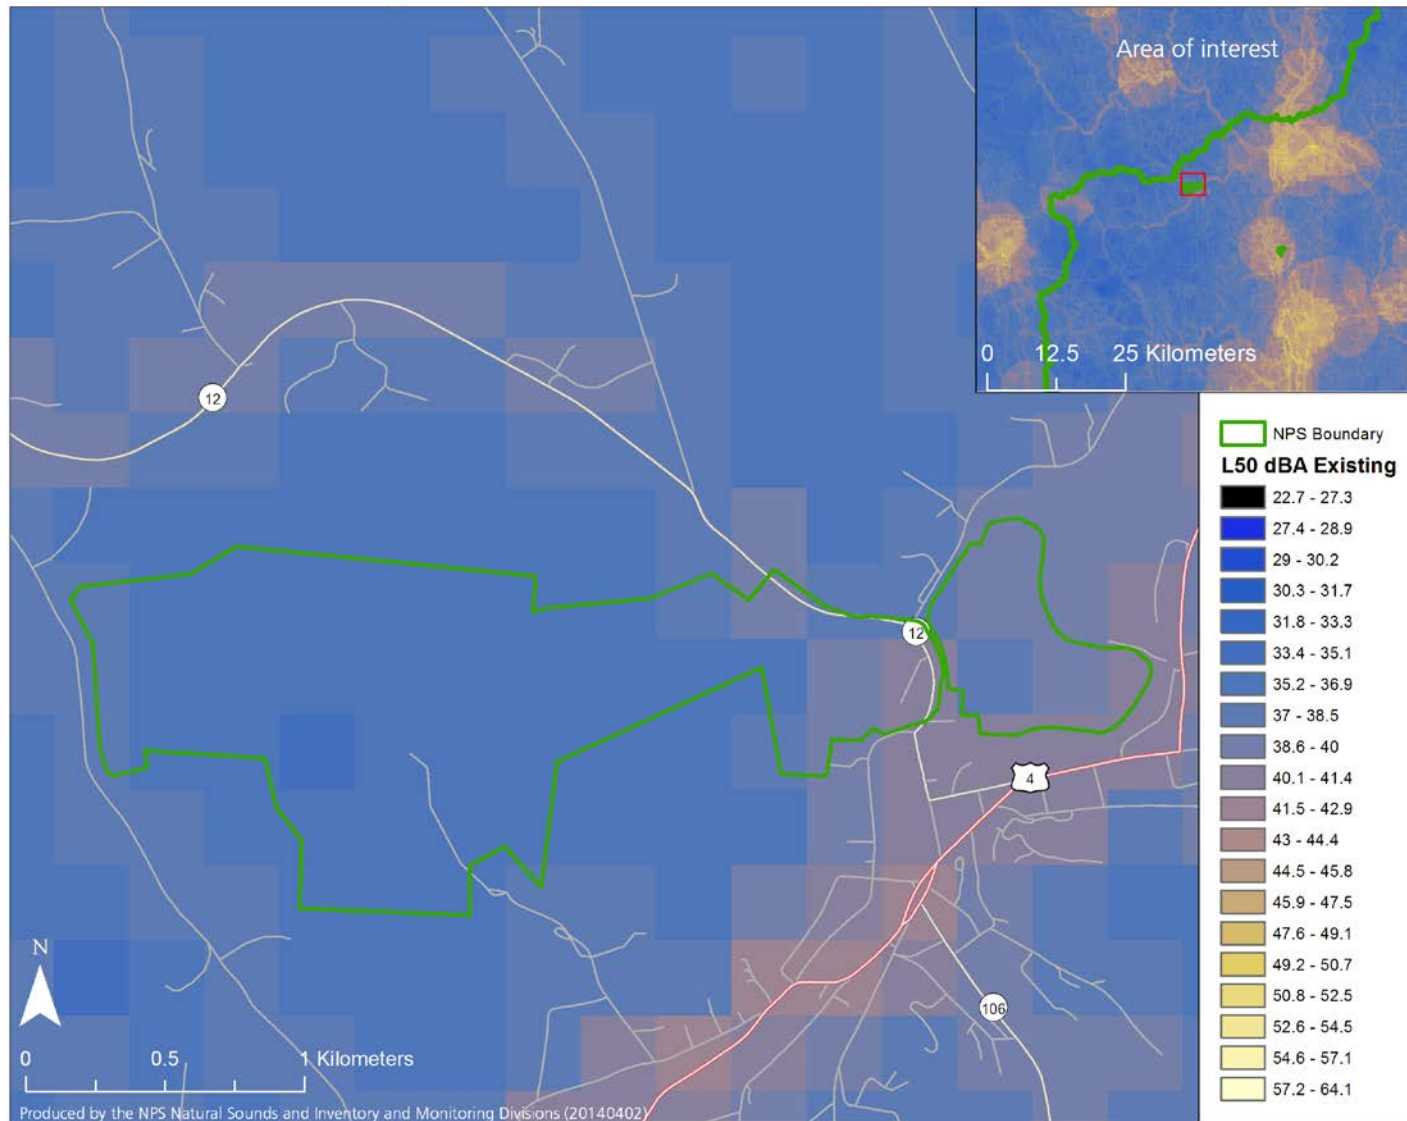 Area of interest
0 12.5 25 Kilometers
12
12
4
106
NPS Boundary
L50 dBA Existing
22.7 - 27.3
27.4 - 28.9
29 - 30.2
30.3 - 31.7
31.8 - 33.3
33.4 - 35.1
35.2 - 36.9
37 - 38.5
38.6 - 40
40.1 - 41.4
41.5 - 42.9
43 - 44.4
44.5 - 45.8
45.9 - 47.5
47.6 - 49.1
49.2 - 50.7
50.8 - 52.5
52.6 - 54.5
54.6 - 57.1
57.2 - 64.1
N
0 0.5 1 Kilometers
Produced by the NPS Natural Sounds and Inventory and Monitoring Divisions (20140402)